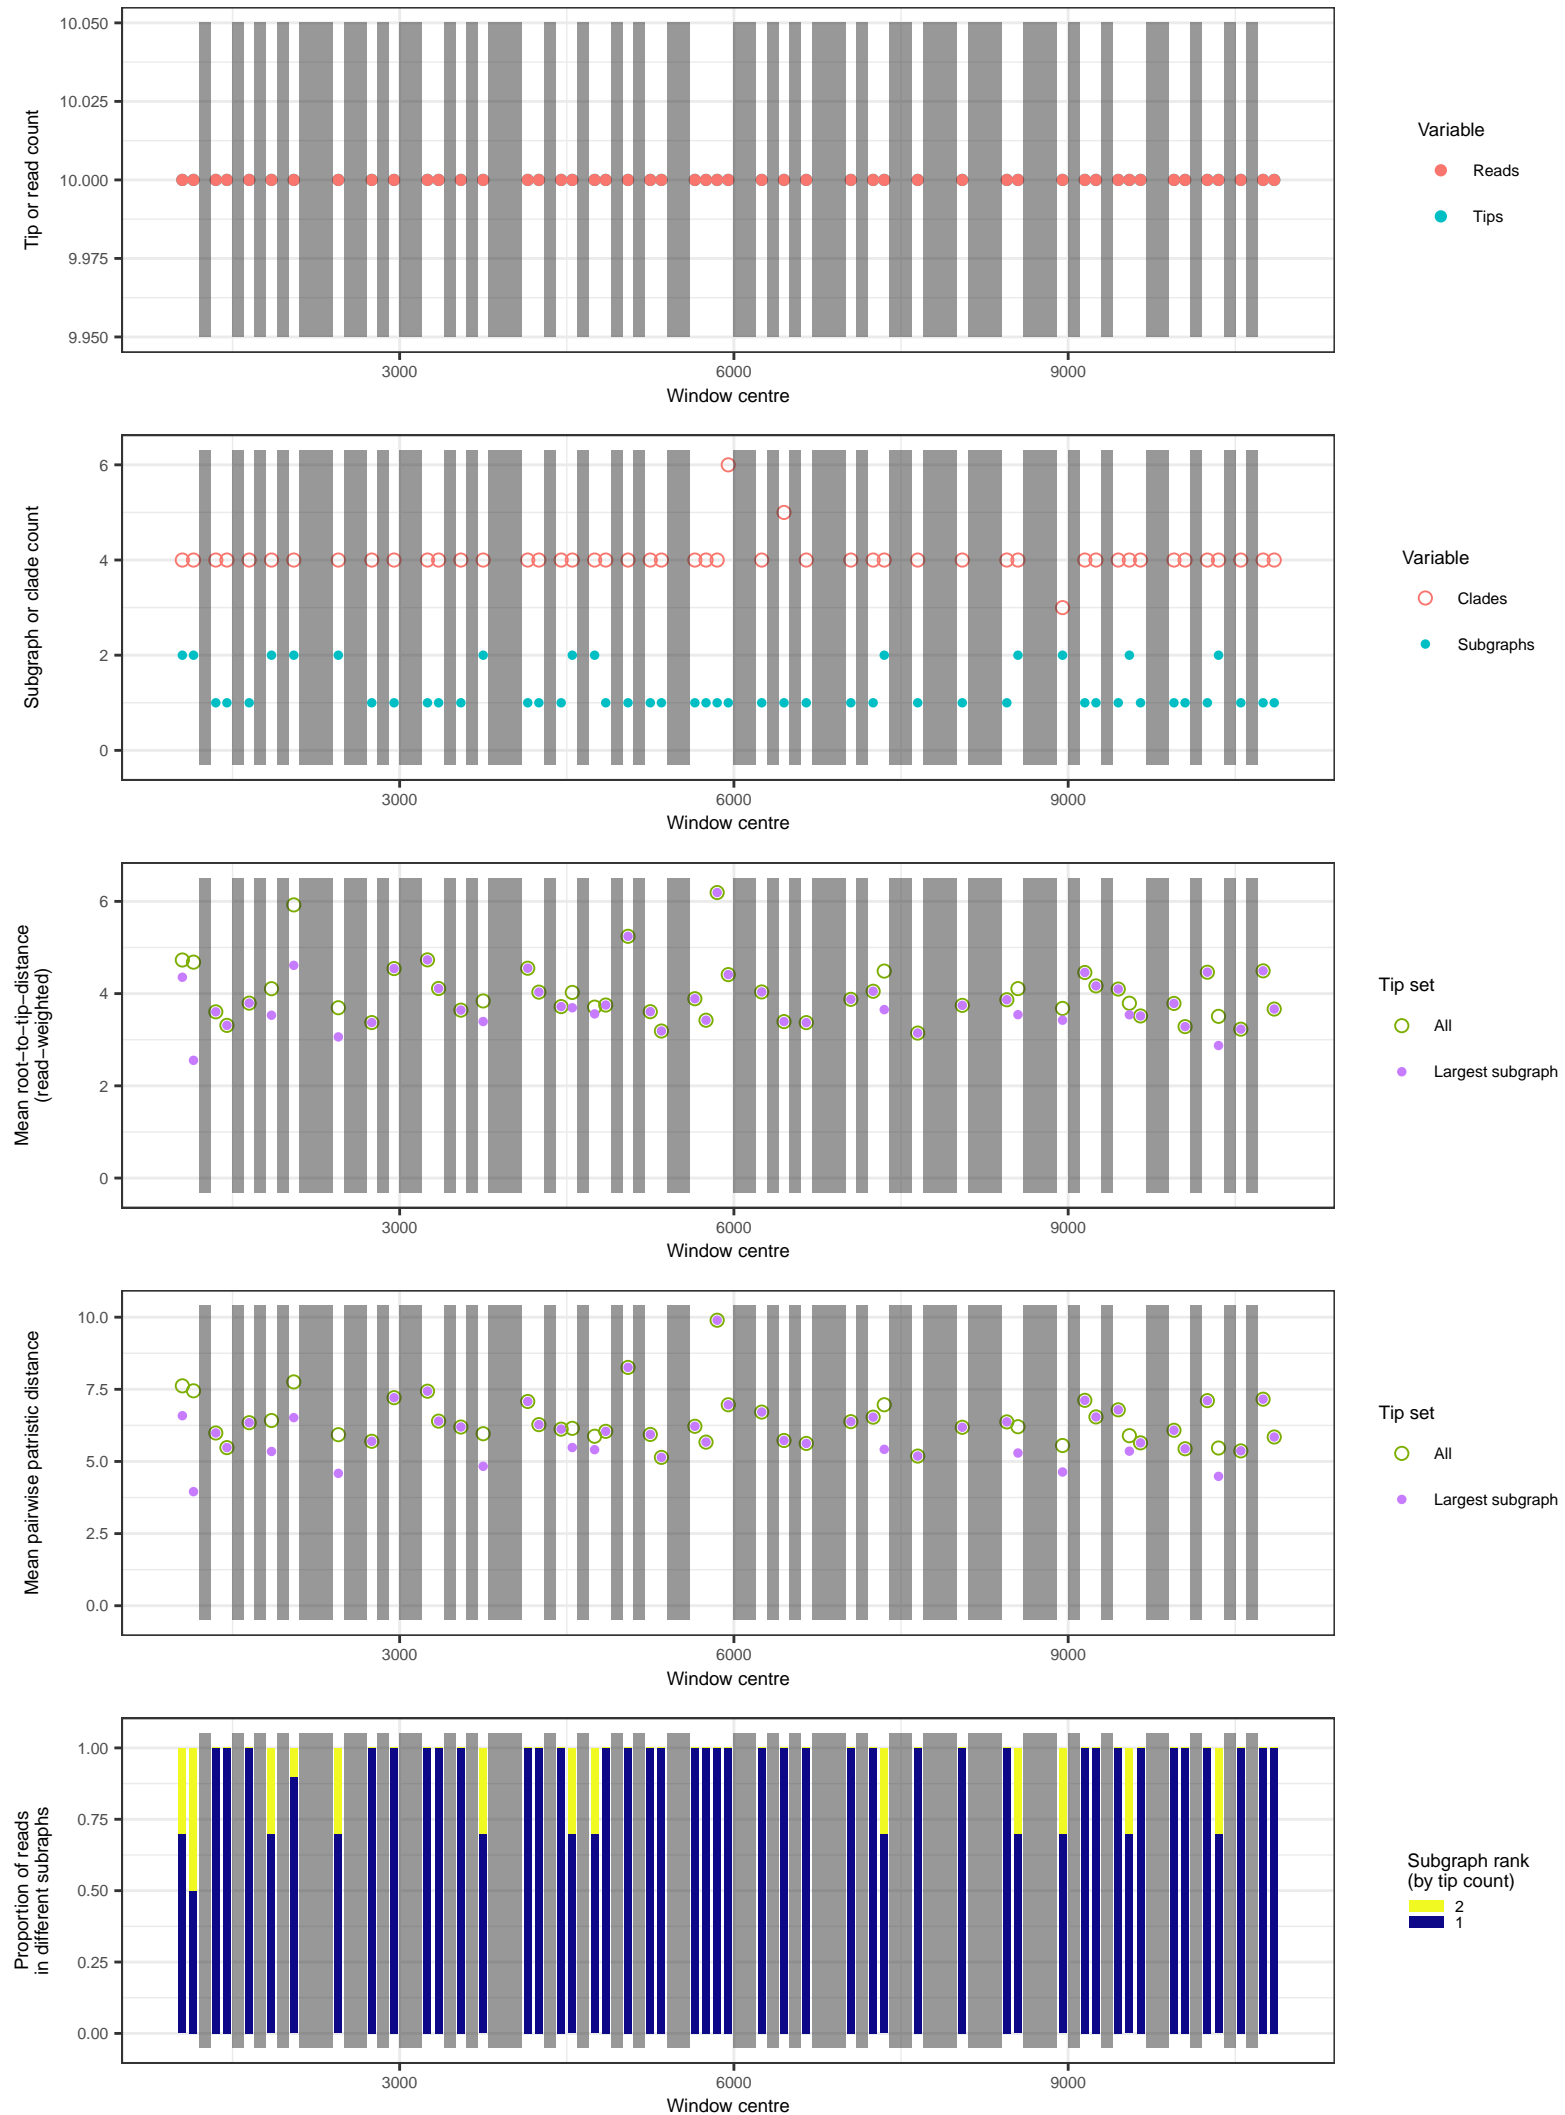 10.050
10.025
10.000
9.975
9.950
Tip or read count
3000
6000
9000
Window centre
Variable
Reads
Tips
6
4
2
0
Subgraph or clade count
3000
6000
9000
Window centre
Variable
Clades
Subgraphs
6
4
2
0
Mean root−to−tip−distance
(read−weighted)
3000
6000
9000
Window centre
Tip set
All
Largest subgraph
10.0
7.5
5.0
2.5
0.0
Mean pairwise patristic distance
3000
6000
9000
Window centre
Tip set
All
Largest subgraph
1.00
0.75
0.50
0.25
0.00
Proportion of reads
in different subraphs
3000
6000
9000
Window centre
Subgraph rank
(by tip count)
2
1